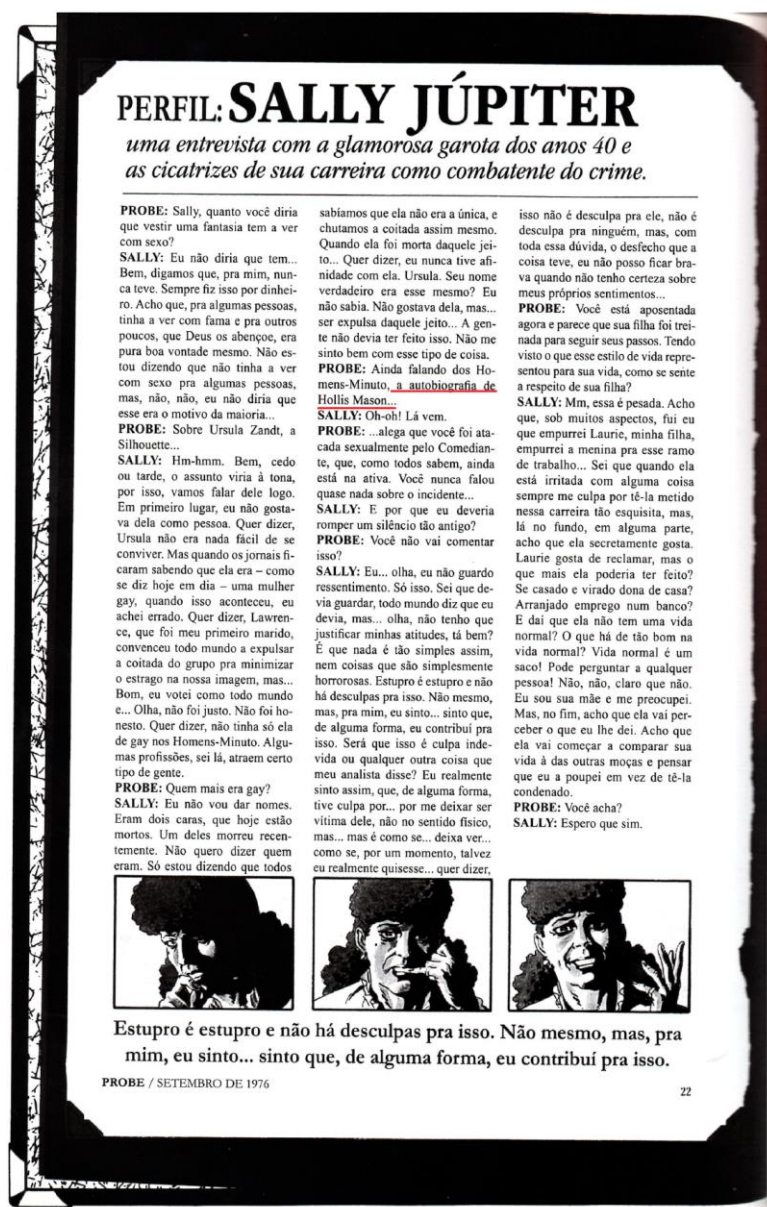 PERFIL: SALLY JÚPITER
uma entrevista com a glamorosa garota dos anos 40 e
as cicatrizes de sua carreira como combatente do crime.
PROBE: Sally, quanto você diria
que vestir uma fantasia tem a ver
com sexo?
SALLY: Eu não diria que tem...
Bem, digamos que, pra mim, nun-
ca teve. Sempre fiz isso por dinhei-
ro. Acho que, pra algumas pessoas,
tinha a ver com fama e pra outros
poucos, que Deus os abençoe, era
pura boa vontade mesmo. Não es-
tou dizendo que não tinha a ver
com sexo pra algumas pessoas,
mas, não, não, eu não diria que
esse era o motivo da maioria...
PROBE: Sobre Ursula Zandt, a
Silhouette...
SALLY: Hm-hmm. Bem, cedo
ou tarde, o assunto viria à tona,
por isso, vamos falar dele logo.
Em primeiro lugar, eu não gosta-
va dela como pessoa. Quer dizer,
Ursula não era nada fácil de se
conviver. Mas quando os jornais fi-
caram sabendo que ela era – como
se diz hoje em dia – uma mulher
gay, quando isso aconteceu, eu
achei errado. Quer dizer, Lawren-
ce, que foi meu primeiro marido,
convenceu todo mundo a expulsar
a coitada do grupo pra minimizar
o estrago na nossa imagem, mas...
Bom, eu votei como todo mundo
e... Olha, não foi justo. Não foi ho-
nesto. Quer dizer, não tinha só ela
de gay nos Homens-Minuto. Algu-
mas profissões, sei lá, atraem certo
tipo de gente.
PROBE: Quem mais era gay?
SALLY: Eu não vou dar nomes.
Eram dois caras, que hoje estão
mortos. Um deles morreu recen-
temente. Não quero dizer quem
eram. Só estou dizendo que todos
sabíamos que ela não era a única, e
chutamos a coitada assim mesmo.
Quando ela foi morta daquele jei-
to... Quer dizer, eu nunca tive afi-
nidade com ela. Ursula. Seu nome
verdadeiro era esse mesmo? Eu
não sabia. Não gostava dela, mas...
ser expulsa daquele jeito... A gen-
te não devia ter feito isso. Não me
sinto bem com esse tipo de coisa.
PROBE: Ainda falando dos Ho-
mens-Minuto, a autobiografia de
Hollis Mason...
SALLY: Oh-oh! Lá vem.
PROBE: ...alega que você foi ata-
cada sexualmente pelo Comedian-
te, que, como todos sabem, ainda
está na ativa. Você nunca falou
quase nada sobre o incidente...
SALLY: E por que eu deveria
romper um silêncio tão antigo?
PROBE: Você não vai comentar
isso?
SALLY: Eu... olha, eu não guardo
ressentimento. Só isso. Sei que de-
via guardar, todo mundo diz que eu
devia, mas... olha, não tenho que
justificar minhas atitudes, tá bem?
É que nada é tão simples assim,
nem coisas que são simplesmente
horrorosas. Estupro é estupro e não
há desculpas pra isso. Não mesmo,
mas, pra mim, eu sinto... sinto que,
de alguma forma, eu contribuí pra
isso. Será que isso é culpa inde-
vida ou qualquer outra coisa que
meu analista disse? Eu realmente
sinto assim, que, de alguma forma,
tive culpa por... por me deixar ser
vítima dele, não no sentido físico,
mas... mas é como se... deixa ver...
como se, por um momento, talvez
eu realmente quisesse... quer dizer,
isso não é desculpa pra ele, não é
desculpa pra ninguém, mas, com
toda essa dúvida, o desfecho que a
coisa teve, eu não posso ficar bra-
va quando não tenho certeza sobre
meus próprios sentimentos...
PROBE: Você está aposentada
agora e parece que sua filha foi trei-
nada para seguir seus passos. Tendo
visto o que esse estilo de vida repre-
sentou para sua vida, como se sente
a respeito de sua filha?
SALLY: Mm, essa é pesada. Acho
que, sob muitos aspectos, fui eu
que empurrei Laurie, minha filha,
empurrei a menina pra esse ramo
de trabalho... Sei que quando ela
está irritada com alguma coisa
sempre me culpa por tê-la metido
nessa carreira tão esquisita, mas,
lá no fundo, em alguma parte,
acho que ela secretamente gosta.
Laurie gosta de reclamar, mas o
que mais ela poderia ter feito?
Se casado e virado dona de casa?
Arranjado emprego num banco?
E daí que ela não tem uma vida
normal? O que há de tão bom na
vida normal? Vida normal é um
saco! Pode perguntar a qualquer
pessoa! Não, não, claro que não.
Eu sou sua mãe e me preocupei.
Mas, no fim, acho que ela vai per-
ceber o que eu lhe dei. Acho que
ela vai começar a comparar sua
vida à das outras moças e pensar
que eu a poupei em vez de tê-la
condenado.
PROBE: Você acha?
SALLY: Espero que sim.
Estupro é estupro e não há desculpas pra isso. Não mesmo, mas, pra
mim, eu sinto... sinto que, de alguma forma, eu contribuí pra isso.
PROBE / SETEMBRO DE 1976
22